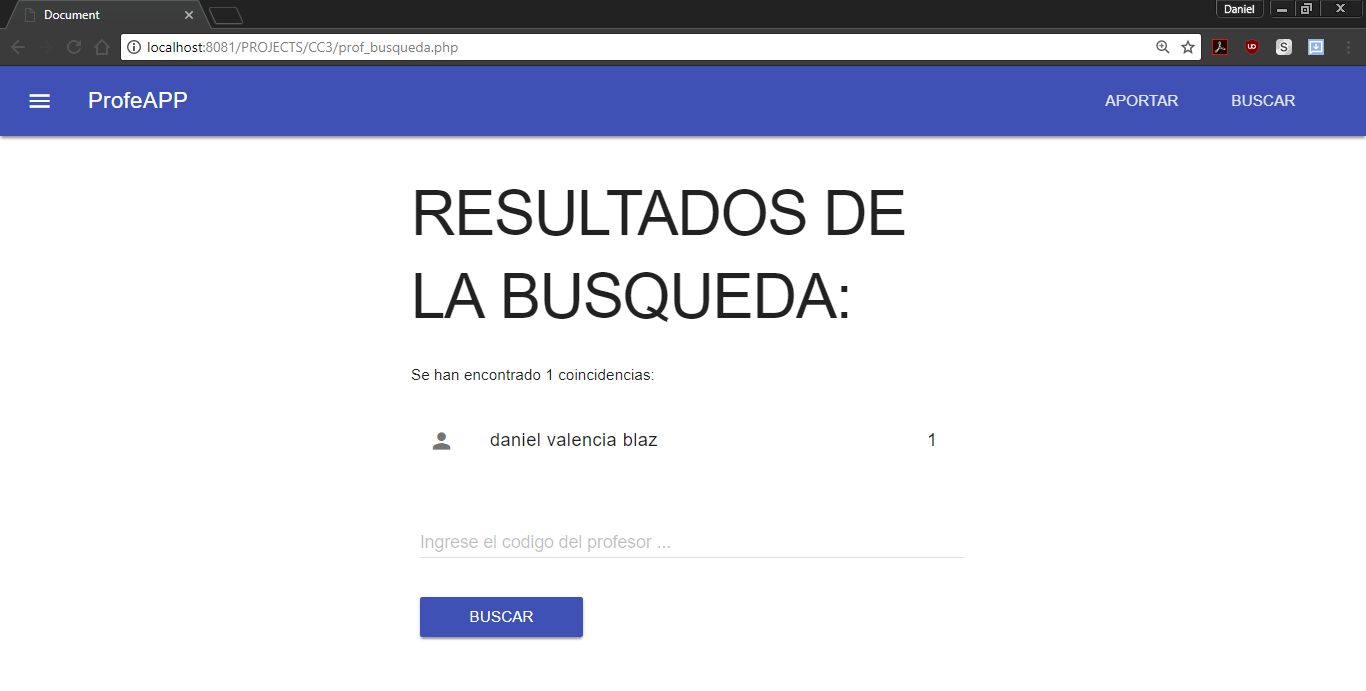 Document
Daniel
localhost:8081/PROJECTS/CC3/prof_busqueda.php
UD
S
ProfeAPP
APORTAR
BUSCAR
RESULTADOS DE
LA BUSQUEDA:
Se han encontrado 1 coincidencias:
daniel valencia blaz
1
Ingrese el codigo del profesor ...
BUSCAR